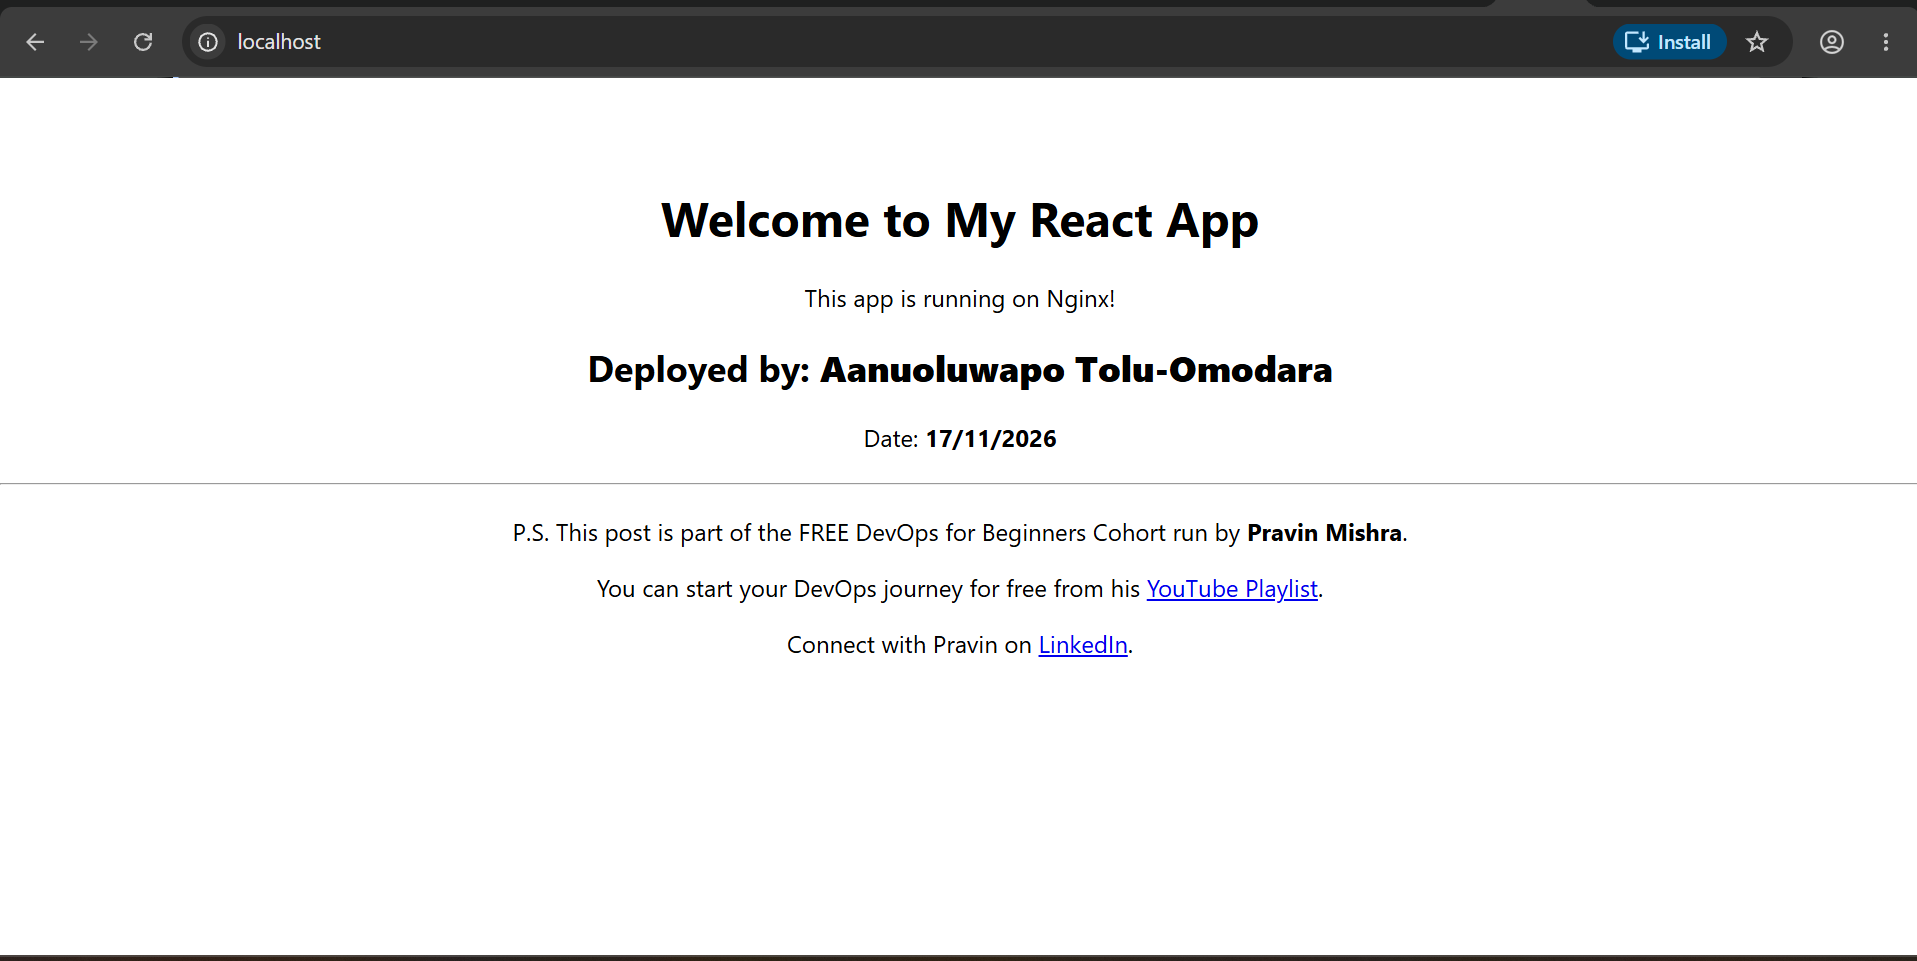 localhost
Install
Welcome to My React App
This app is running on Nginx!
Deployed by: Aanuoluwapo Tolu-Omodara
Date: 17/11/2026
P.S. This post is part of the FREE DevOps for Beginners Cohort run by Pravin Mishra.
You can start your DevOps journey for free from his YouTube Playlist.
Connect with Pravin on LinkedIn.